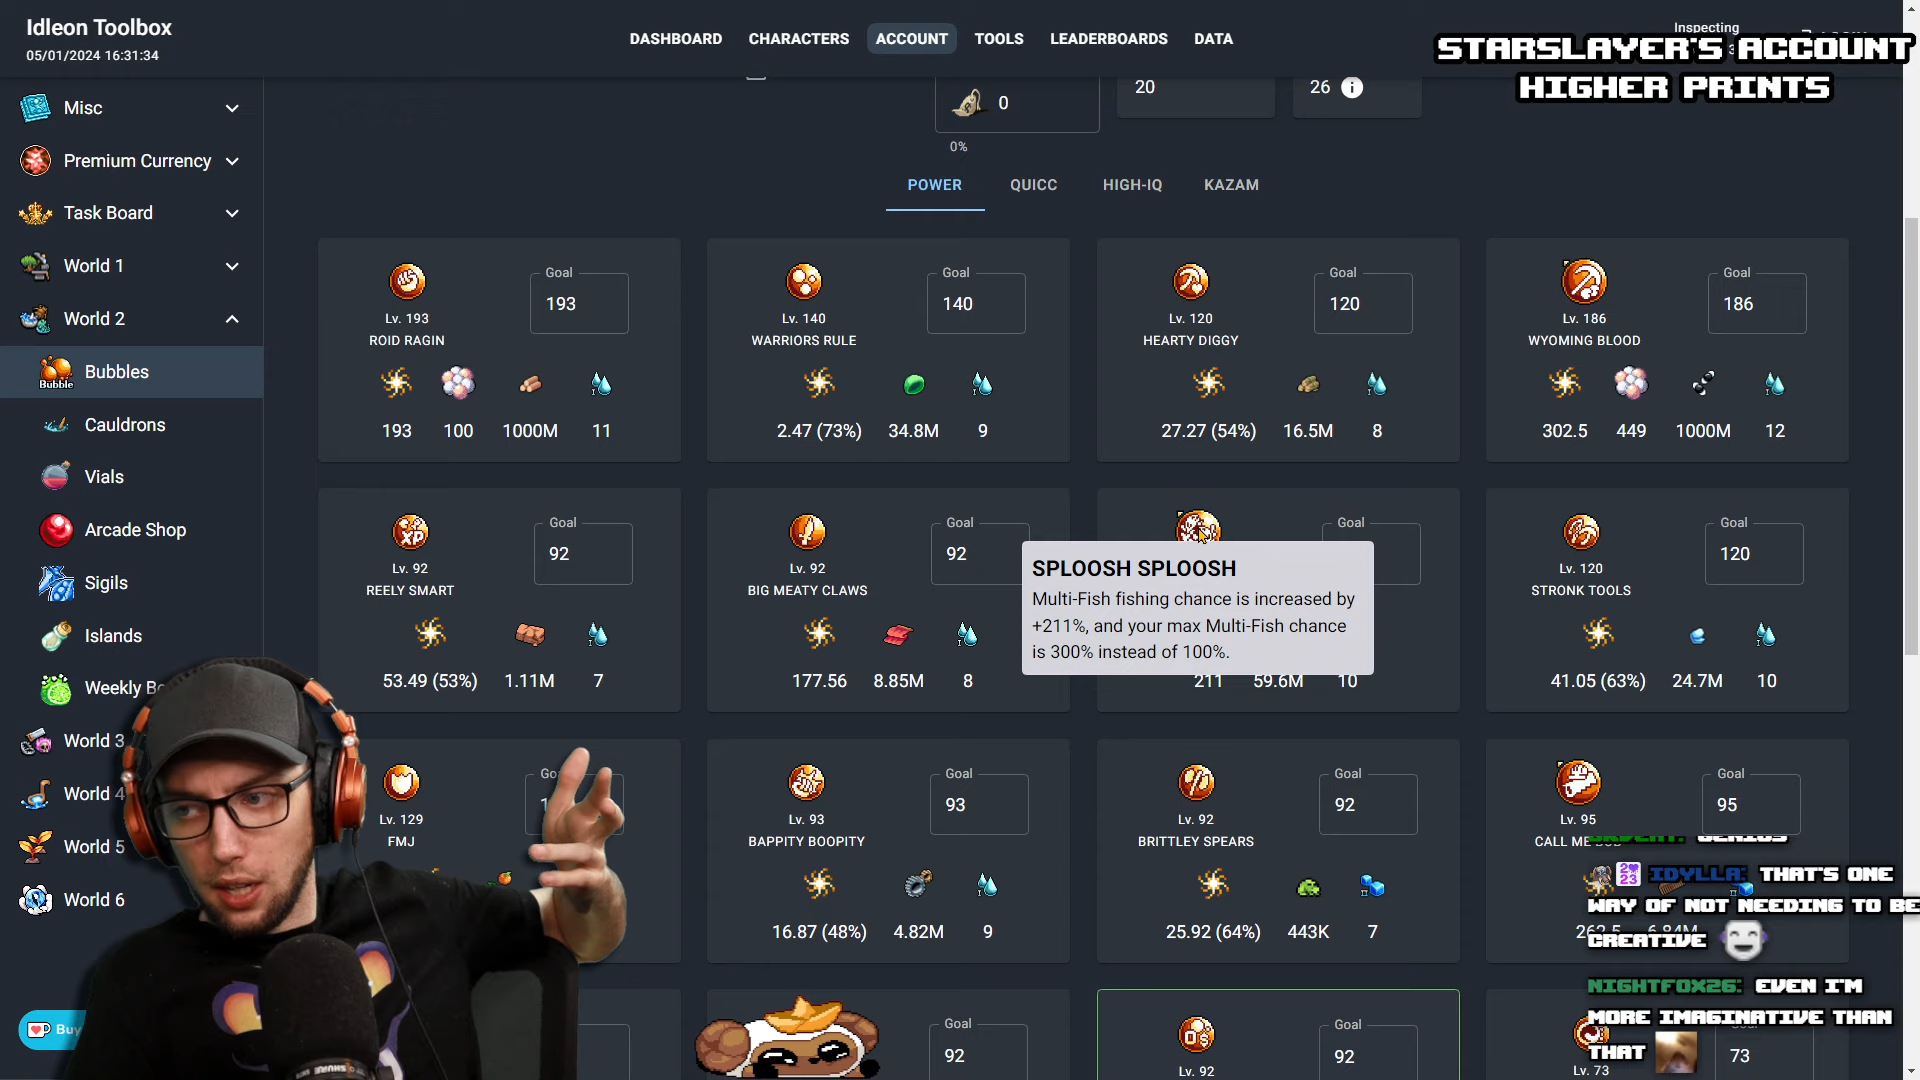 Idleon Toolbox
05/01/2024 16:31:34
DASHBOARD
CHARACTERS
ACCOUNT
TOOLS
LEADERBOARDS
DATA
Inspecting
STARSLAYER'S ACCOUNT
HIGHER PRINTS
Misc
Premium Currency
Task Board
World 1
World 2
Bubble
Bubbles
Cauldrons
Vials
Arcade Shop
Sigils
Islands
Weekly
World 3
World 4
World 5
World 6
Buy
0
0%
20
26
POWER
QUICC
HIGH-IQ
KAZAM
Lv. 193
ROID RAGIN
Goal
193
193
100
1000M
11
Lv. 140
WARRIORS RULE
Goal
140
2.47 (73%)
34.8M
9
Lv. 120
HEARTY DIGGY
Goal
120
27.27 (54%)
16.5M
8
Lv. 186
WYOMING BLOOD
Goal
186
302.5
449
1000M
12
XP
Lv. 92
REELY SMART
Goal
92
53.49 (53%)
1.11M
7
Lv. 92
BIG MEATY CLAWS
Goal
92
177.56
8.85M
8
Goal
SPLOOSH SPLOOSH
Multi-Fish fishing chance is increased by
+211%, and your max Multi-Fish chance
is 300% instead of 100%.
211
59.6M
10
Lv. 120
STRONK TOOLS
Goal
120
41.05 (63%)
24.7M
10
Lv. 129
FMJ
Lv. 93
BAPPITY BOOPITY
Goal
93
16.87 (48%)
4.82M
9
Lv. 92
BRITTLEY SPEARS
Goal
92
25.92 (64%)
443K
7
Lv. 95
CALL ME BOB
Goal
95
GENIUS
IDYLLA: THAT'S ONE
WAY OF NOT NEEDING TO BE
CREATIVE
NIGHTFOX26: EVEN I'M
MORE IMAGINATIVE THAN
THAT
Goal
92
Lv. 92
Goal
92
Lv. 73
Goal
73